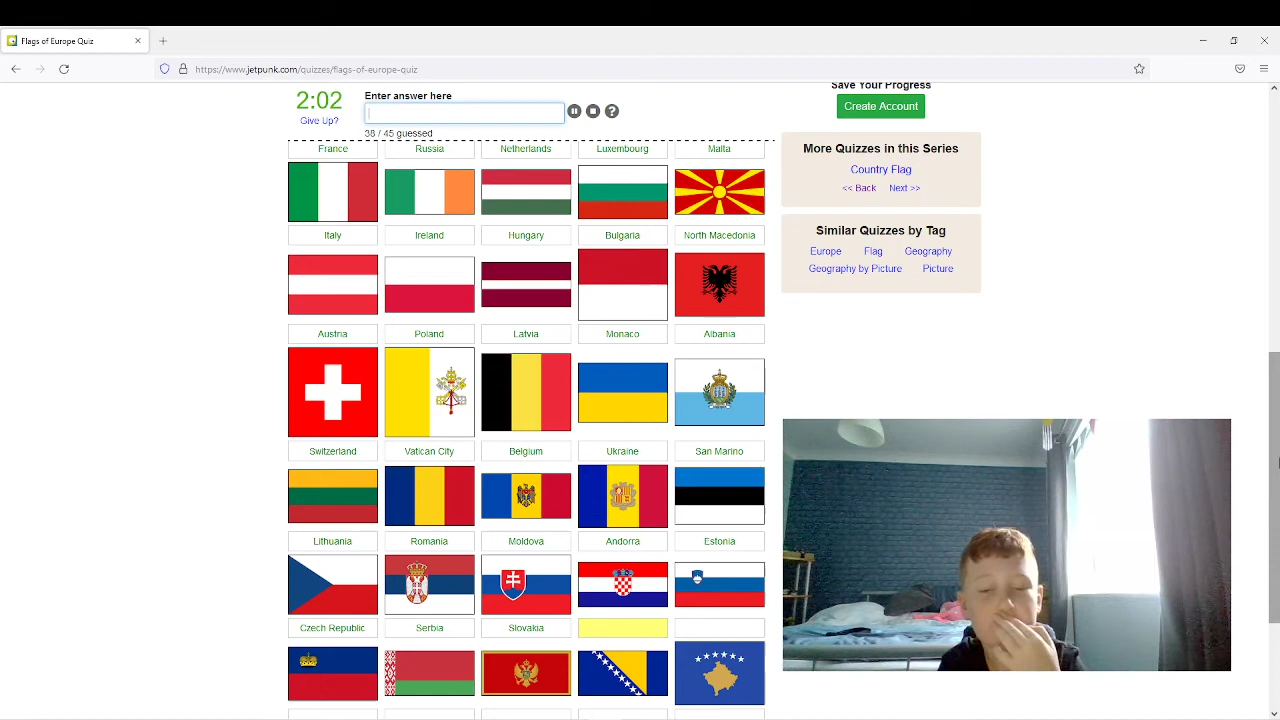 Flags of Europe Quiz
https://www.jetpunk.com/quizzes/flags-of-europe-quiz
2:02
Give Up?
Enter answer here
38 / 45 guessed
Save Your Progress
Create Account
More Quizzes in this Series
Country Flag
<< Back Next >>
Similar Quizzes by Tag
Europe Flag Geography
Geography by Picture Picture
France Russia Netherlands Luxembourg Malta
Italy Ireland Hungary Bulgaria North Macedonia
Austria Poland Latvia Monaco Albania
Switzerland Vatican City Belgium Ukraine San Marino
Lithuania Romania Moldova Andorra Estonia
Czech Republic Serbia Slovakia